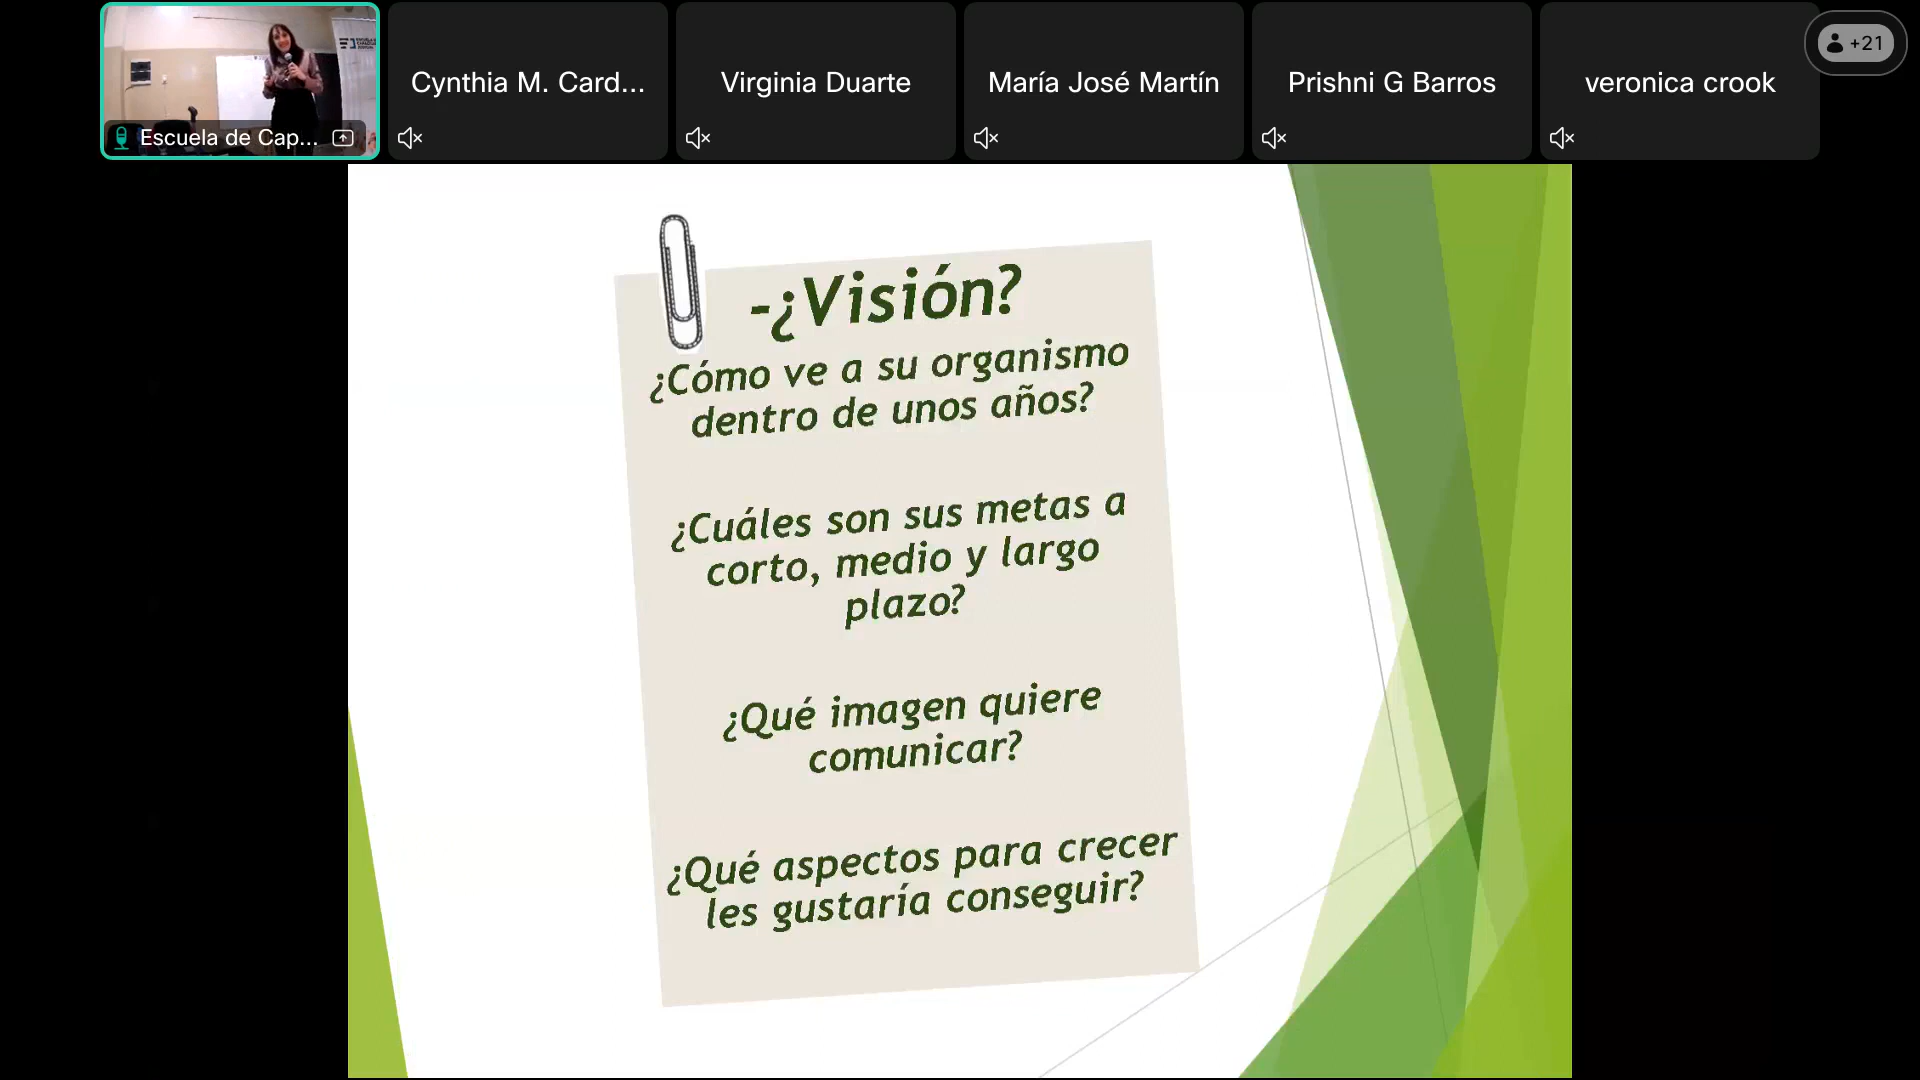 Escuela de Cap...
Cynthia M. Card...
Virginia Duarte
María José Martín
Prishni G Barros
veronica crook
+21
-¿Visión?
¿Cómo ve a su organismo
dentro de unos años?
¿Cuáles son sus metas a
corto, medio y largo
plazo?
¿Qué imagen quiere
comunicar?
¿Qué aspectos para crecer
les gustaría conseguir?